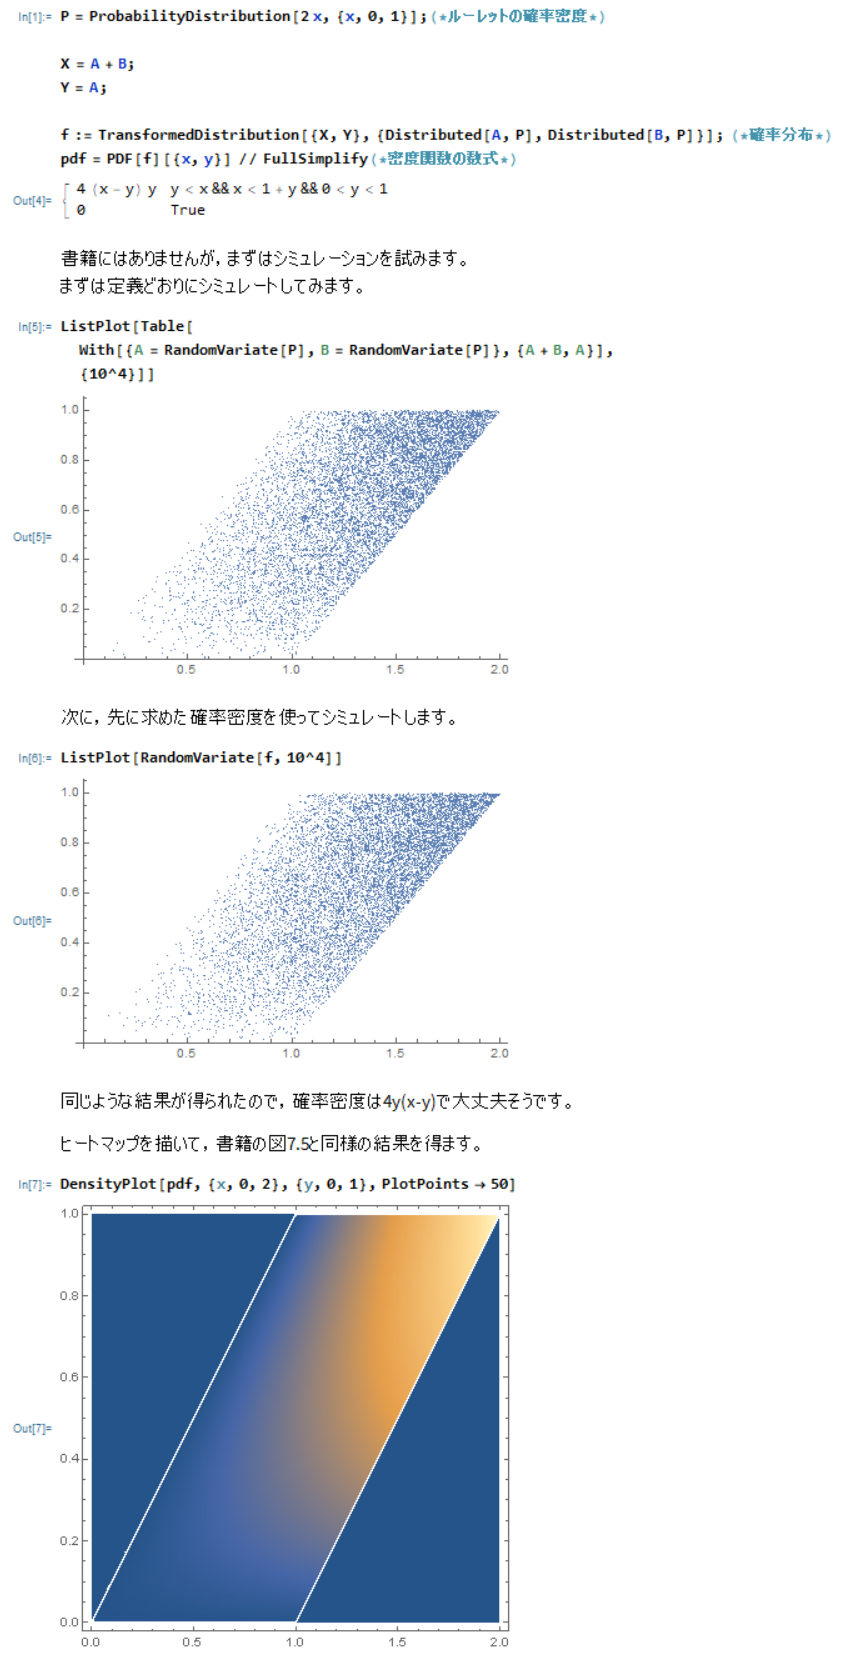 In[1]:= P = ProbabilityDistribution[2 x, {x, 0, 1}]; (*ルーレットの確率密度*)
X = A + B;
Y = A;
f := TransformedDistribution[{X, Y}, {Distributed[A, P], Distributed[B, P]}]; (*確率分布*)
pdf = PDF[f][{x, y}] // FullSimplify (*密度関数の数式*)
Out[4]= { 4 (x - y) y y < x && x < 1 + y && 0 < y < 1
0 True
書籍にはありませんが，まずはシミュレーションを試みます。
まずは定義どおりにシミュレートしてみます。
In[5]:= ListPlot[Table[
With[{A = RandomVariate[P], B = RandomVariate[P]}, {A + B, A}],
{10^4}]]
1.0
0.8
0.6
Out[5]=
0.4
0.2
0.5 1.0 1.5 2.0
次に，先に求めた確率密度を使ってシミュレートします。
In[6]:= ListPlot[RandomVariate[f, 10^4]]
1.0
0.8
0.6
Out[6]=
0.4
0.2
0.5 1.0 1.5 2.0
同じような結果が得られたので，確率密度は4y(x-y)で大丈夫そうです。
ヒートマップを描いて，書籍の図7.5と同様の結果を得ます。
In[7]:= DensityPlot[pdf, {x, 0, 2}, {y, 0, 1}, PlotPoints → 50]
1.0
0.8
0.6
Out[7]=
0.4
0.2
0.0
0.0 0.5 1.0 1.5 2.0